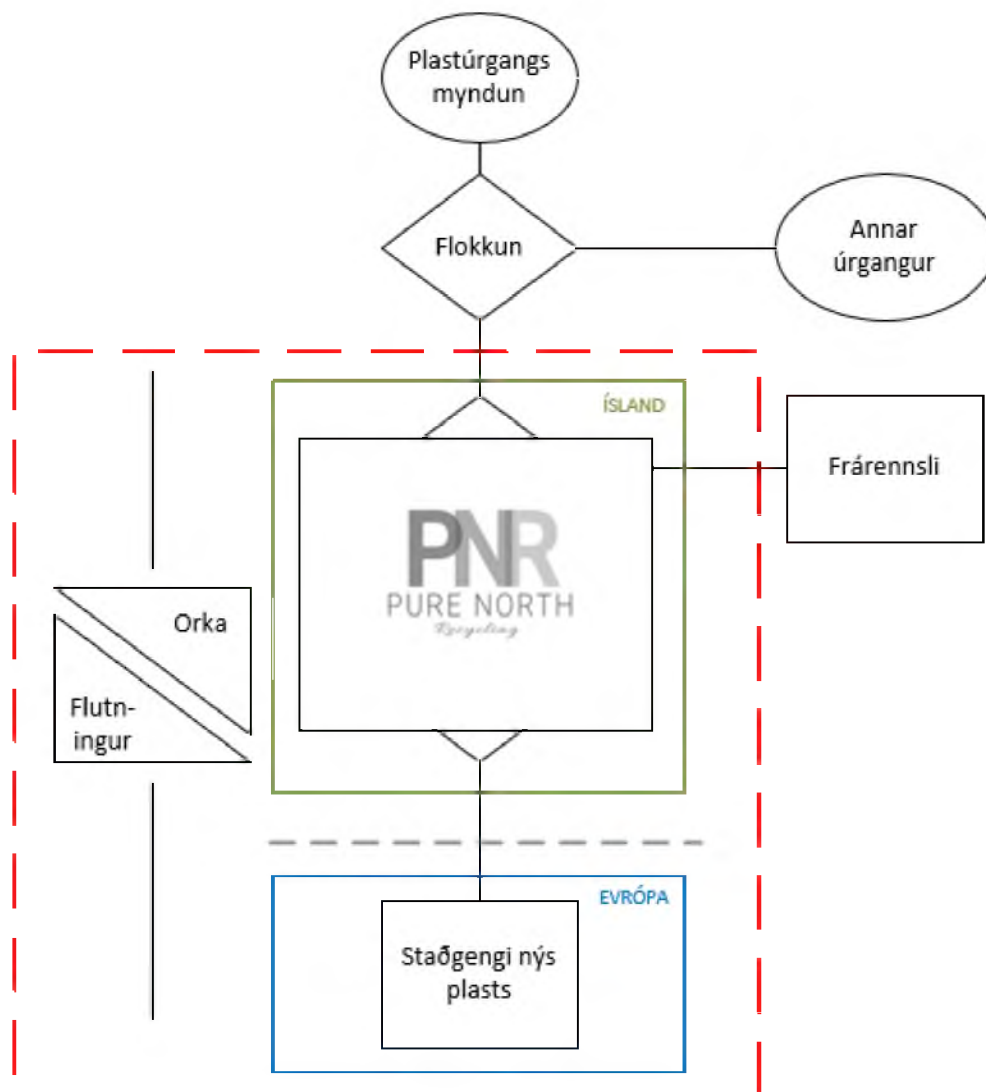 Plastúrgangs
myndun
Flokkun
Annar
úrgangur
ÍSLAND
Frárennsli
PNR
PURE NORTH
Recycling
Orka
Flutn-
ingur
EVRÓPA
Staðgengi nýs
plasts